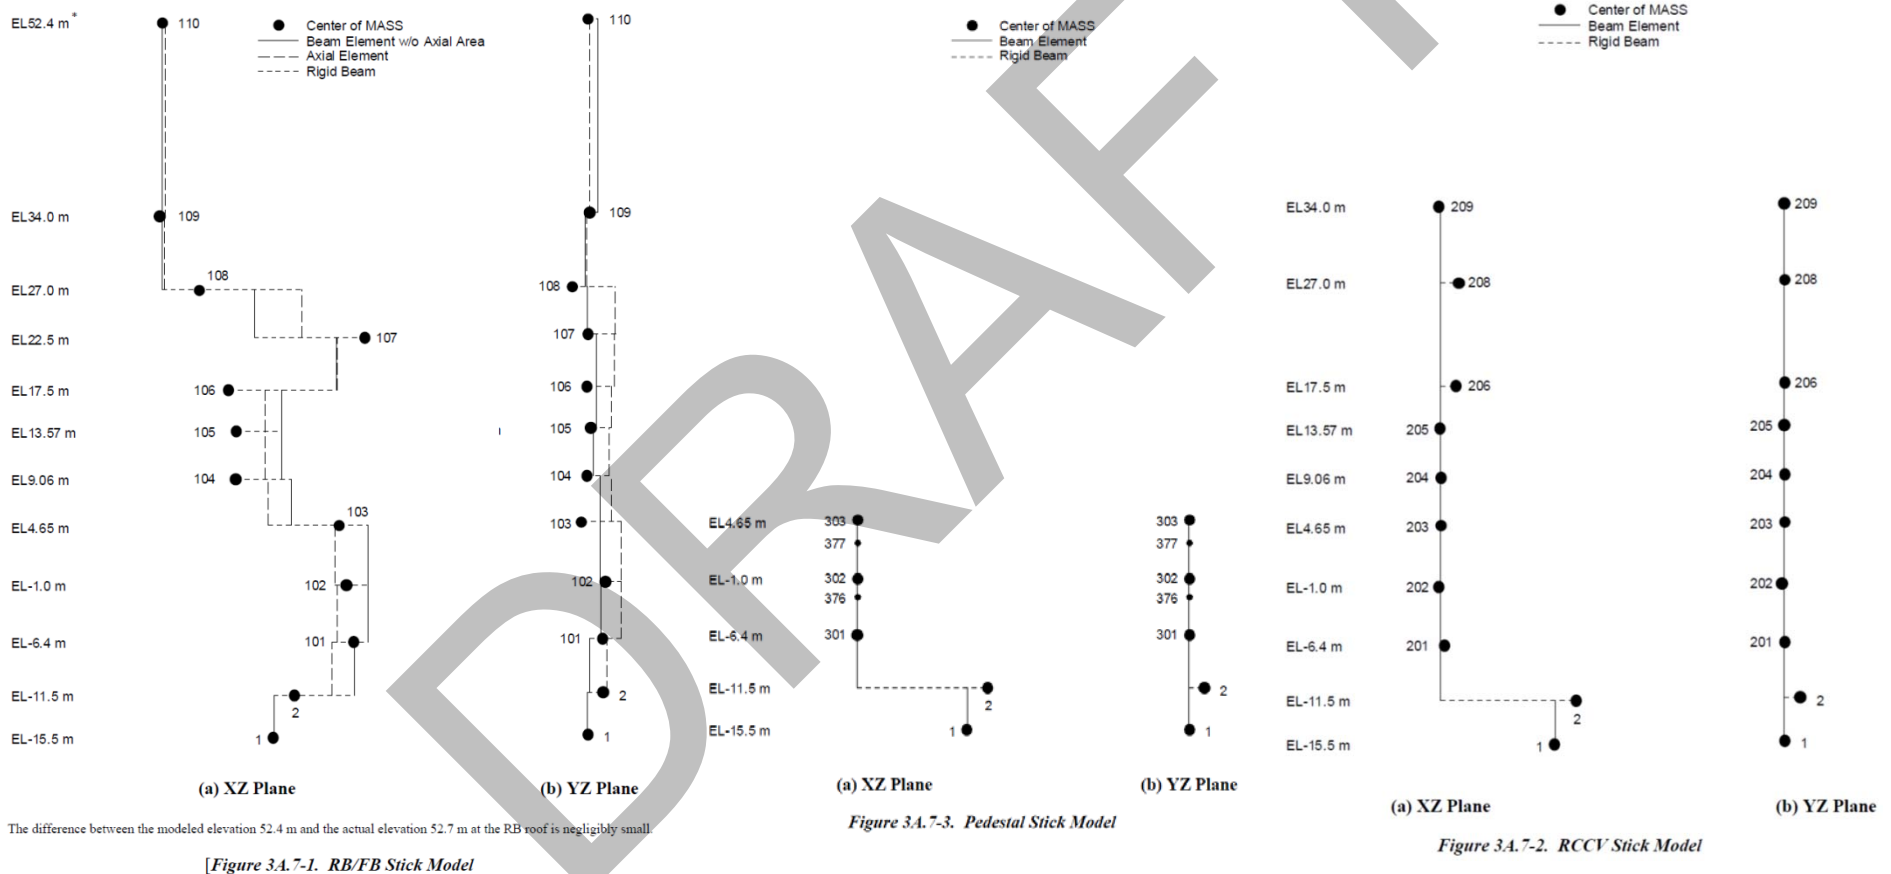 EL52.4 m *
110
Center of MASS
Beam Element w/o Axial Area
Axial Element
Rigid Beam
109
EL34.0 m
108
EL27.0 m
107
EL22.5 m
106
EL17.5 m
105
EL13.57 m
104
EL9.06 m
103
EL4.65 m
102
EL-1.0 m
101
EL-6.4 m
2
EL-11.5 m
1
EL-15.5 m
(a) XZ Plane
110
109
108
107
106
105
104
103
102
101
2
1
(b) YZ Plane
The difference between the modeled elevation 52.4 m and the actual elevation 52.7 m at the RB roof is negligibly small.
[Figure 3A.7-1. RB/FB Stick Model
Center of MASS
Beam Element
Rigid Beam
EL4.65 m
303
377
EL-1.0 m
302
376
EL-6.4 m
301
EL-11.5 m
2
EL-15.5 m
1
(a) XZ Plane
303
377
302
376
301
2
1
(b) YZ Plane
Figure 3A.7-3. Pedestal Stick Model
Center of MASS
Beam Element
Rigid Beam
EL34.0 m
209
EL27.0 m
208
EL17.5 m
206
EL13.57 m
205
EL9.06 m
204
EL4.65 m
203
EL-1.0 m
202
EL-6.4 m
201
EL-11.5 m
2
EL-15.5 m
1
(a) XZ Plane
209
208
206
205
204
203
202
201
2
1
(b) YZ Plane
Figure 3A.7-2. RCCV Stick Model
DRAFT